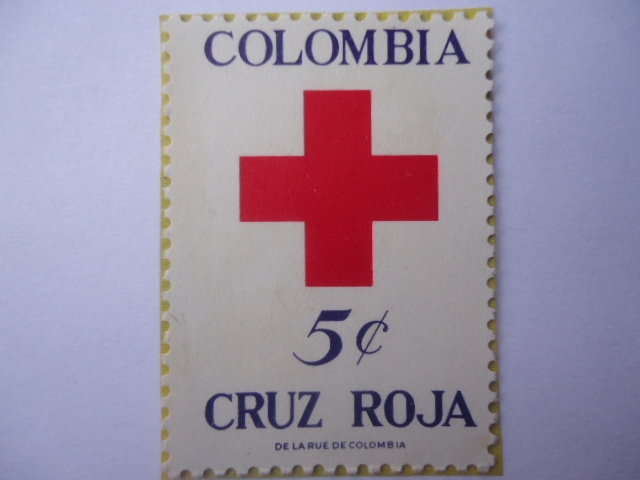 COLOMBIA
5¢
CRUZ ROJA
DE LA RUE DE COLOMBIA